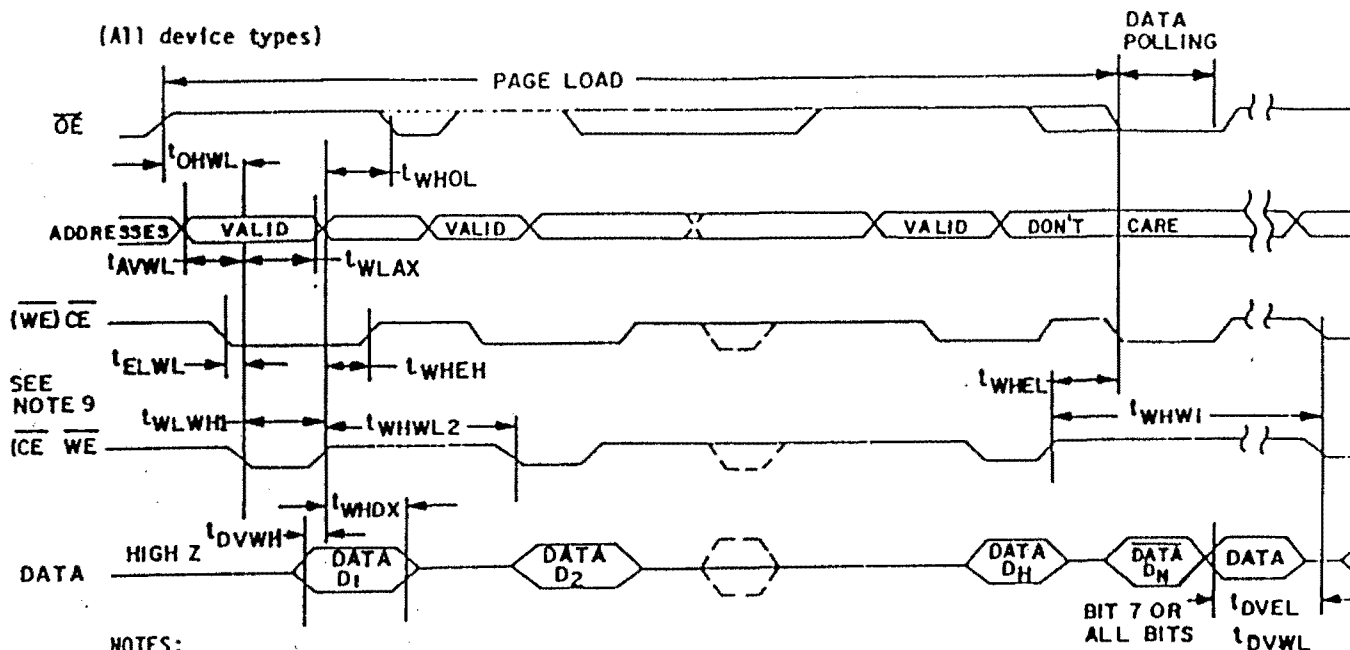 (All device types)
DATA
POLLING
PAGE LOAD
OE
tOHWL
tWHOL
ADDRESSES
VALID
VALID
VALID
DON'T
CARE
tAVWL
tWLAX
(WE) CE
tELWL
tWHEH
tWHEL
SEE
NOTE 9
tWLWH1
tWHWL2
tWHW1
(CE WE
tWHDX
tDVWH
DATA
HIGH Z
DATA
D1
DATA
D2
DATA
DH
DATA
DN
DATA
BIT 7 OR
ALL BITS
tDVEL
tDVWL
NOTES: